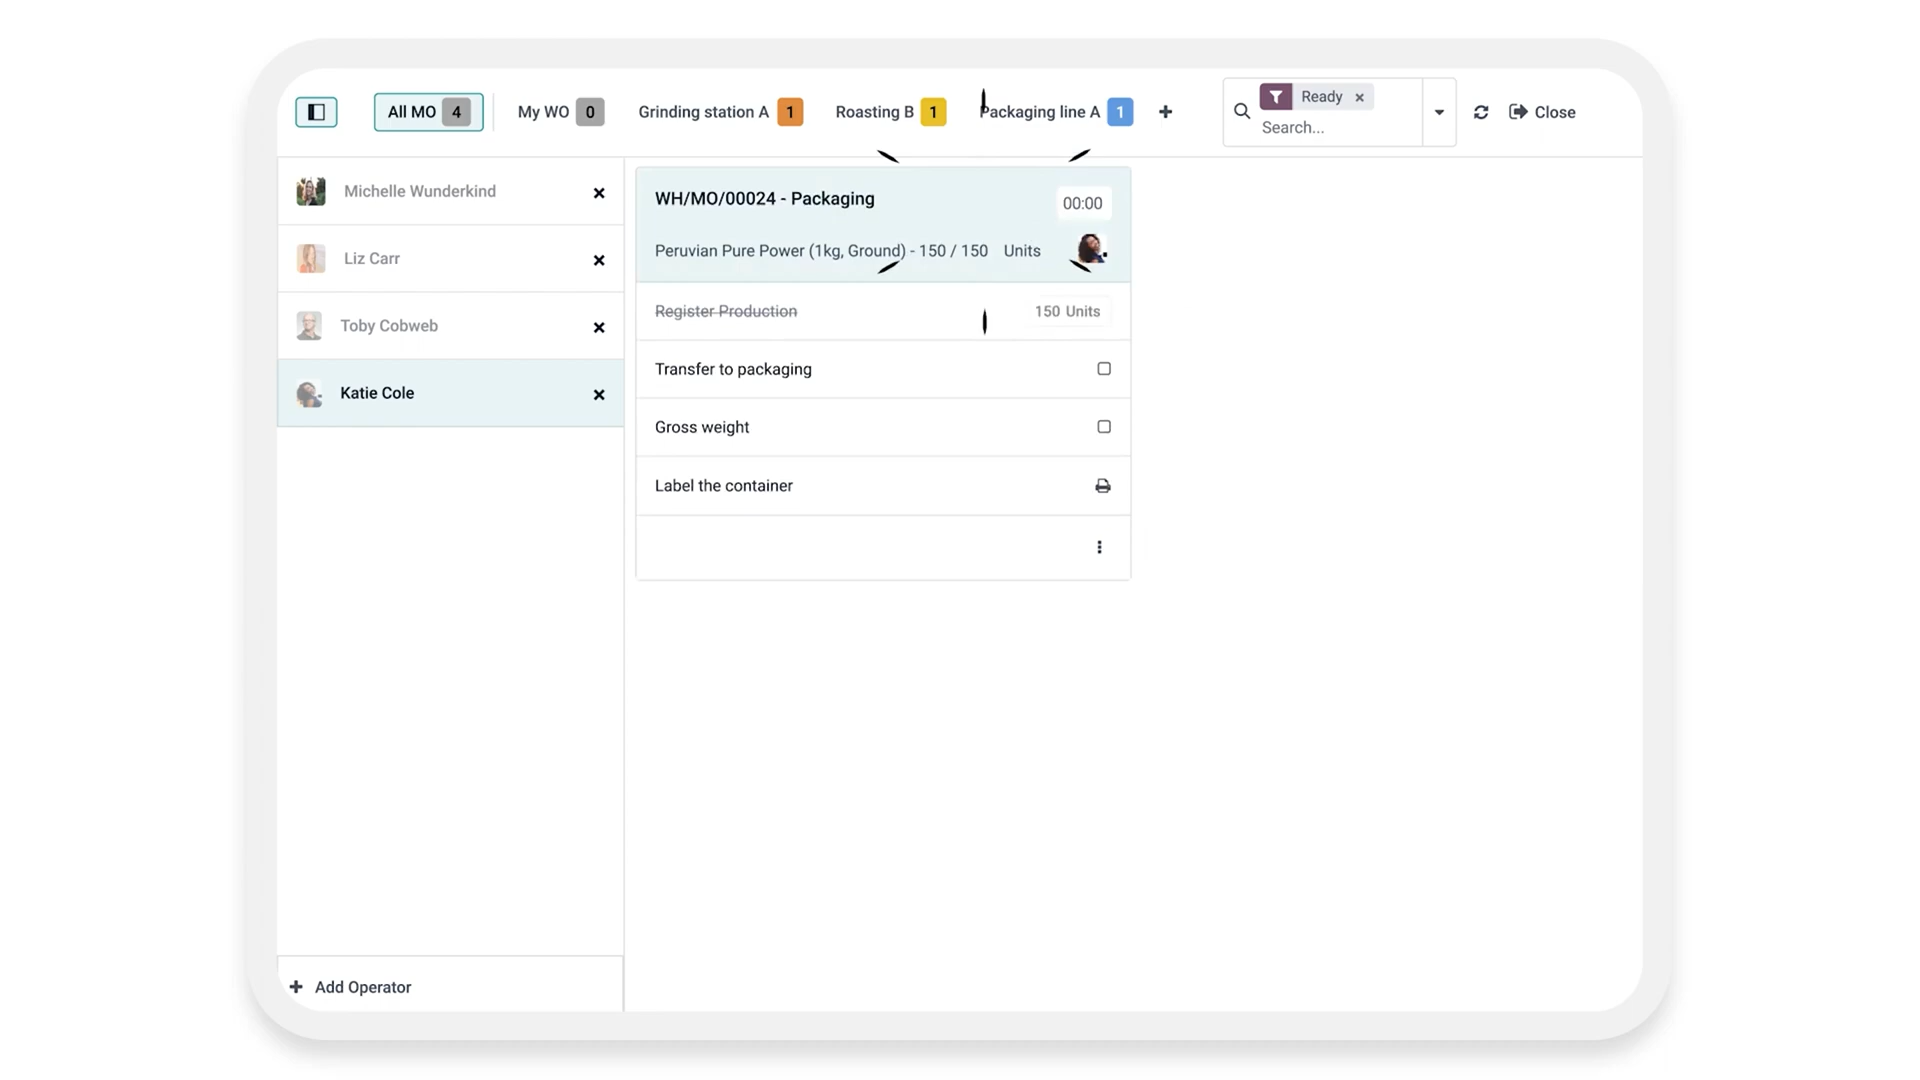 All MO 4
My WO 0
Grinding station A 1
Roasting B 1
Packaging line A 1
Ready
Search...
Close
Michelle Wunderkind
Liz Carr
Toby Cobweb
Katie Cole
Add Operator
WH/MO/00024 - Packaging
00:00
Peruvian Pure Power (1kg, Ground) - 150 / 150 Units
Register Production 150 Units
Transfer to packaging
Gross weight
Label the container